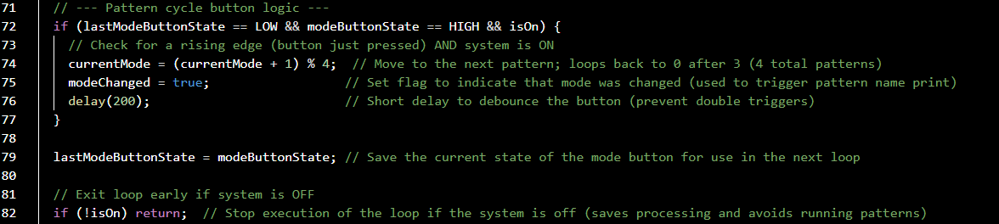 71 // --- Pattern cycle button logic ---
72 if (lastModeButtonState == LOW && modeButtonState == HIGH && isOn) {
73 // Check for a rising edge (button just pressed) AND system is ON
74 currentMode = (currentMode + 1) % 4; // Move to the next pattern; loops back to 0 after 3 (4 total patterns)
75 modeChanged = true; // Set flag to indicate that mode was changed (used to trigger pattern name print)
76 delay(200); // Short delay to debounce the button (prevent double triggers)
77 }
78
79 lastModeButtonState = modeButtonState; // Save the current state of the mode button for use in the next loop
80
81 // Exit loop early if system is OFF
82 if (!isOn) return; // Stop execution of the loop if the system is off (saves processing and avoids running patterns)